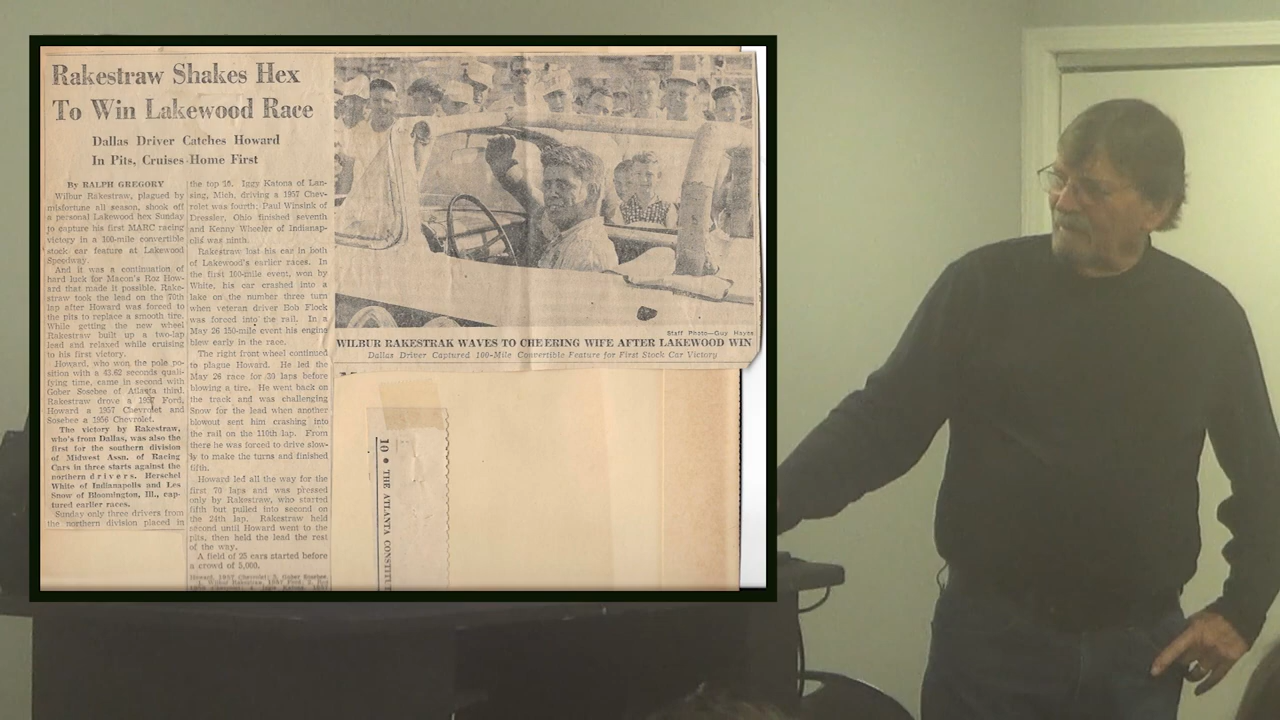 Rakestraw Shakes Hex
To Win Lakewood Race
Dallas Driver Catches Howard
In Pits, Cruises Home First
By RALPH GREGORY
Wilbur Rakestraw, plagued by
misfortune all season, shook off
a personal Lakewood hex Sunday
to capture his first MARC racing
victory in a 100-mile convertible
stock car feature at Lakewood
Speedway.
And it was a continuation of
hard luck for Macon's Roz How-
ard that made it possible. Rake-
straw took the lead on the 70th
lap after Howard was forced to
the pits to replace a smooth tire.
While getting the new wheel
Rakestraw built up a two-lap
lead and relaxed while cruising
to his first victory.
Howard, who won the pole po-
sition with a 43.62 seconds quali-
fying time, came in second with
Gober Sosebee of Atlanta third.
Rakestraw drove a 1957 Ford,
Howard a 1957 Chevrolet and
Sosebee a 1956 Chevrolet.
The victory by Rakestraw,
who's from Dallas, was also the
first for the southern division
of Midwest Assn. of Racing
Cars in three starts against the
northern drivers. Herschel
White of Indianapolis and Les
Snow of Bloomington, Ill., cap-
tured earlier races.
Sunday only three drivers from
the northern division placed in
the top 10. Iggy Katona of Lan-
sing, Mich. driving a 1957 Chev-
rolet was fourth; Paul Winsink of
Dressler, Ohio finished seventh
and Kenny Wheeler of Indianap-
olis was ninth.
Rakestraw lost his car in both
of Lakewood's earlier races. In
the first 100-mile event, won by
White, his car crashed into a
lake on the number three turn
when veteran driver Bob Flock
was forced into the rail. In a
May 26 150-mile event his engine
blew early in the race.
The right front wheel continued
to plague Howard. He led the
May 26 race for 30 laps before
blowing a tire. He went back on
the track and was challenging
Snow for the lead when another
blowout sent him crashing into
the rail on the 110th lap. From
there he was forced to drive slow-
ly to make the turns and finished
fifth.
Howard led all the way for the
first 70 laps and was pressed
only by Rakestraw, who started
fifth but pulled into second on
the 24th lap. Rakestraw held
second until Howard went to the
pits, then held the lead the rest
of the way.
A field of 25 cars started before
a crowd of 5,000.
Staff Photo—Guy Hayes
WILBUR RAKESTRAK WAVES TO CHEERING WIFE AFTER LAKEWOOD WIN
Dallas Driver Captured 100-Mile Convertible Feature for First Stock Car Victory
10 • THE ATLANTA CONSTITUT